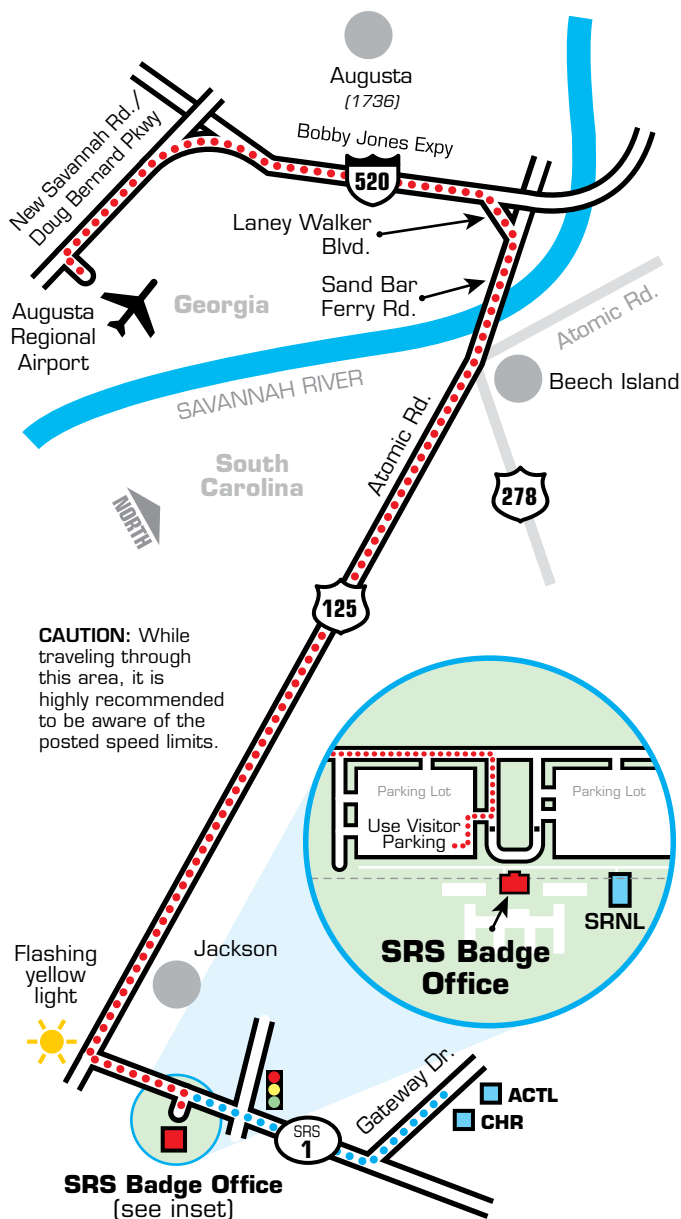 Augusta
(1736)
Bobby Jones Expy
520
New Savannah Rd./
Doug Bernard Pkwy
Laney Walker
Blvd.
Sand Bar
Ferry Rd.
Augusta
Regional
Airport
Georgia
Atomic Rd.
Beech Island
SAVANNAH RIVER
Atomic Rd.
South
Carolina
278
NORTH
125
CAUTION: While
traveling through
this area, it is
highly recommended
to be aware of the
posted speed limits.
Parking Lot
Parking Lot
Use Visitor
Parking
SRNL
SRS Badge
Office
Jackson
Flashing
yellow
light
Gateway Dr.
ACTL
CHR
SRS
1
SRS Badge Office
(see inset)